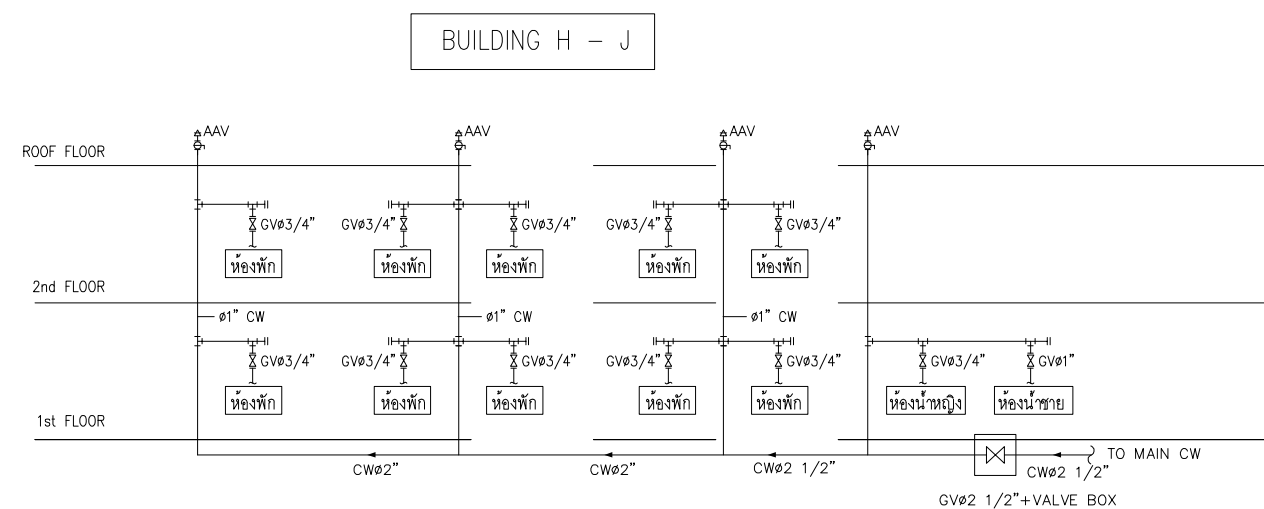 BUILDING H – J
AAV AAV AAV AAV
ROOF FLOOR
GVø3/4" GVø3/4" GVø3/4" GVø3/4" GVø3/4"
ห้องพัก ห้องพัก ห้องพัก ห้องพัก ห้องพัก
2nd FLOOR
ø1" CW ø1" CW ø1" CW
GVø3/4" GVø3/4" GVø3/4" GVø3/4" GVø3/4" GVø3/4" GVø1"
ห้องพัก ห้องพัก ห้องพัก ห้องพัก ห้องพัก ห้องน้ำหญิง ห้องน้ำชาย
1st FLOOR
TO MAIN CW
CWø2" CWø2" CWø2 1/2" CWø2 1/2"
GVø2 1/2"+VALVE BOX